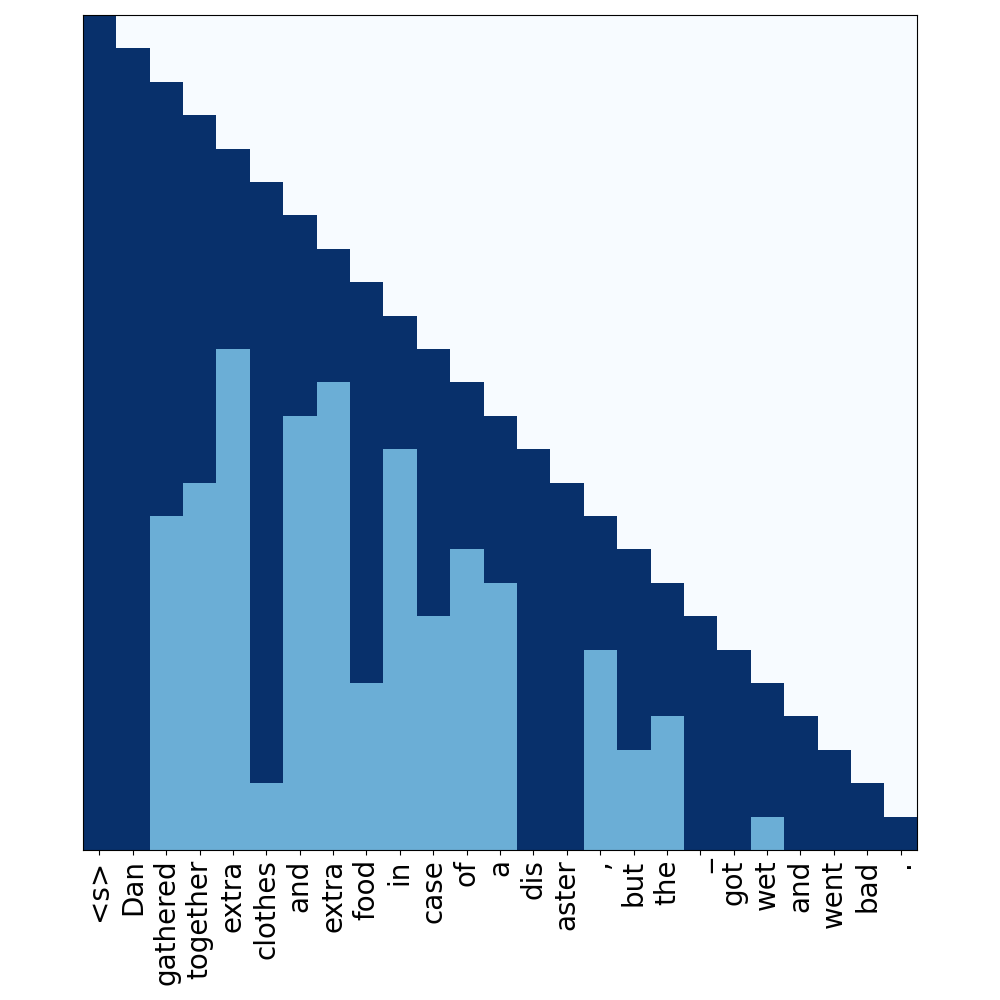 <s>
Dan
gathered
together
extra
clothes
and
extra
food
in
case
of
a
dis
aster
,
but
the
_
got
wet
and
went
bad
.